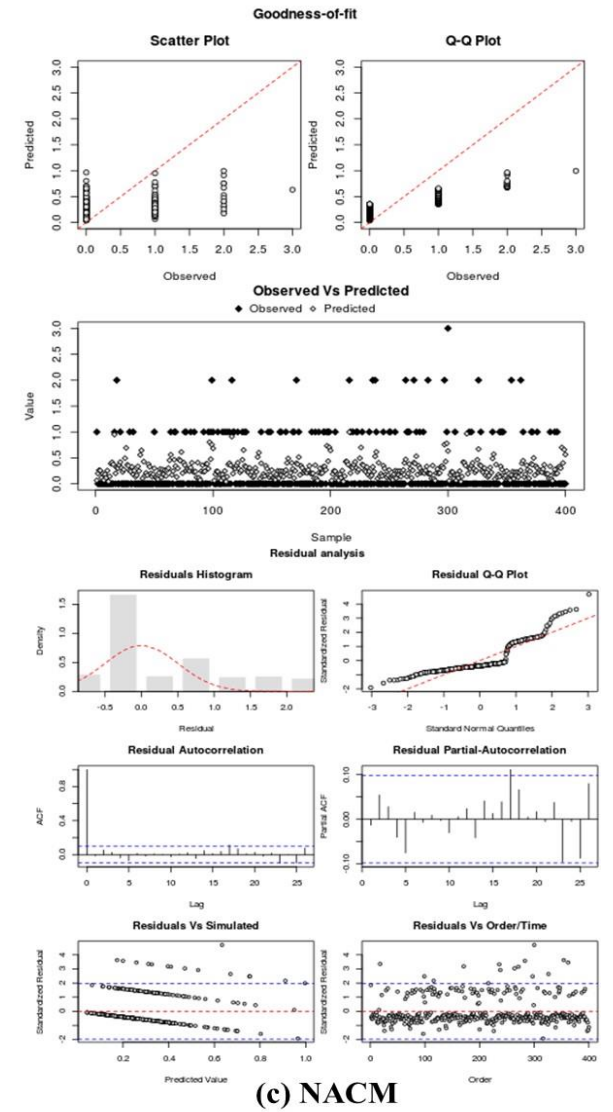 Goodness-of-fit
Scatter Plot
Predicted
0.0 0.5 1.0 1.5 2.0 2.5 3.0
0.0 0.5 1.0 1.5 2.0 2.5 3.0
Observed
Q-Q Plot
Predicted
0.0 0.5 1.0 1.5 2.0 2.5 3.0
0.0 0.5 1.0 1.5 2.0 2.5 3.0
Observed
Observed Vs Predicted
Observed Predicted
Value
0.0 0.5 1.0 1.5 2.0 2.5 3.0
0 100 200 300 400
Sample
Residual analysis
Residuals Histogram
Density
0.0 0.5 1.0 1.5
-0.5 0.0 0.5 1.0 1.5 2.0
Residual
Residual Q-Q Plot
Standardized Residual
-2 0 1 2 3 4
-3 -2 -1 0 1 2 3
Standard Normal Quantiles
Residual Autocorrelation
ACF
0.0 0.4 0.8
0 5 10 15 20 25
Lag
Residual Partial-Autocorrelation
Partial ACF
-0.10 0.00 0.10
0 5 10 15 20 25
Lag
Residuals Vs Simulated
Standardized Residual
-2 0 1 2 3 4
0.2 0.4 0.6 0.8 1.0
Predicted Value
Residuals Vs Order/Time
Standardized Residual
-2 0 1 2 3 4
0 100 200 300 400
Order
(c) NACM